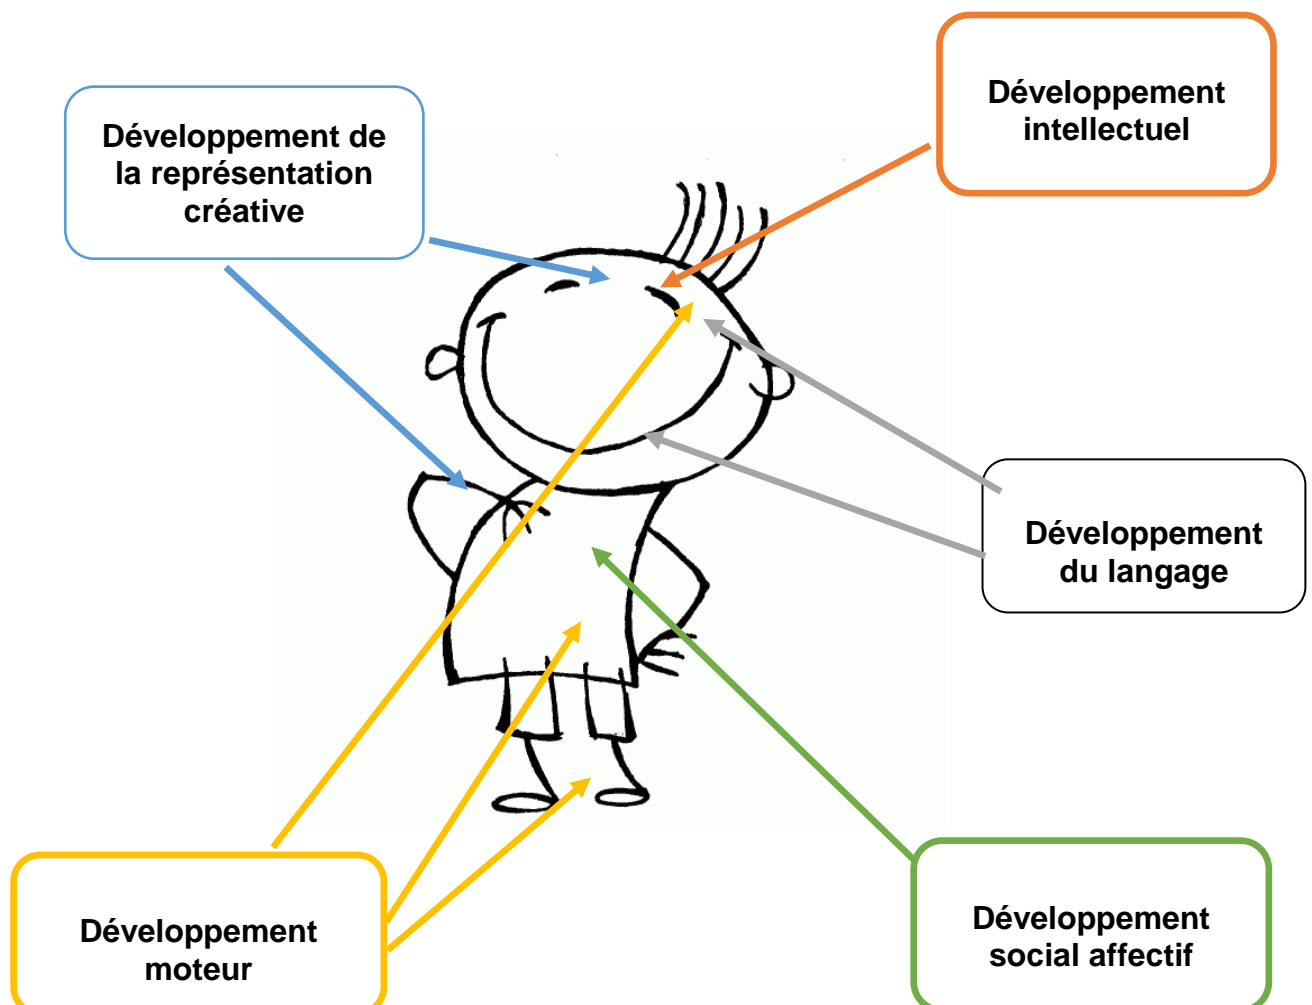 Développement
intellectuel
Développement de
la représentation
créative
Développement
du langage
Développement
moteur
Développement
social affectif